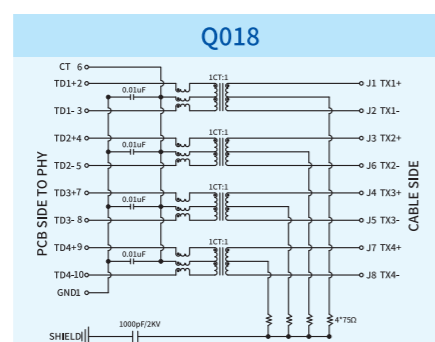 Q018
CT 6
1CT:1
TD1+2
0.01uF
J1 TX1+
TD1- 3
J2 TX1-
1CT:1
TD2+4
0.01uF
J3 TX2+
TD2- 5
J6 TX2-
1CT:1
TD3+7
0.01uF
J4 TX3+
TD3- 8
J5 TX3-
1CT:1
TD4+9
0.01uF
J7 TX4+
TD4-10
J8 TX4-
GND1
PCB SIDE TO PHY
CABLE SIDE
4*75Ω
1000pF/2KV
SHIELD